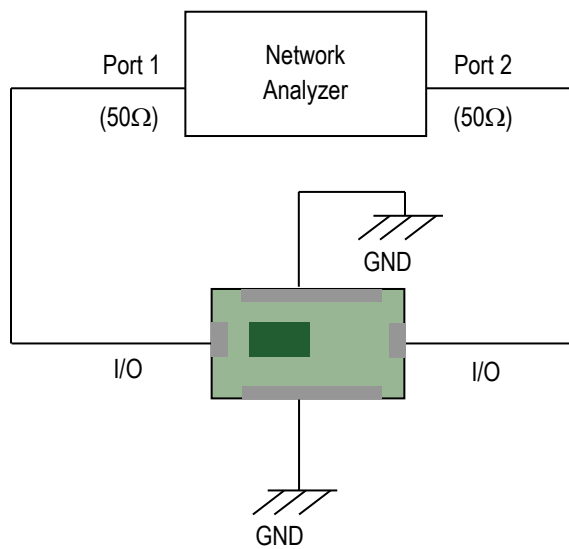 Network
Analyzer
Port 1
(50Ω)
Port 2
(50Ω)
GND
I/O
I/O
GND